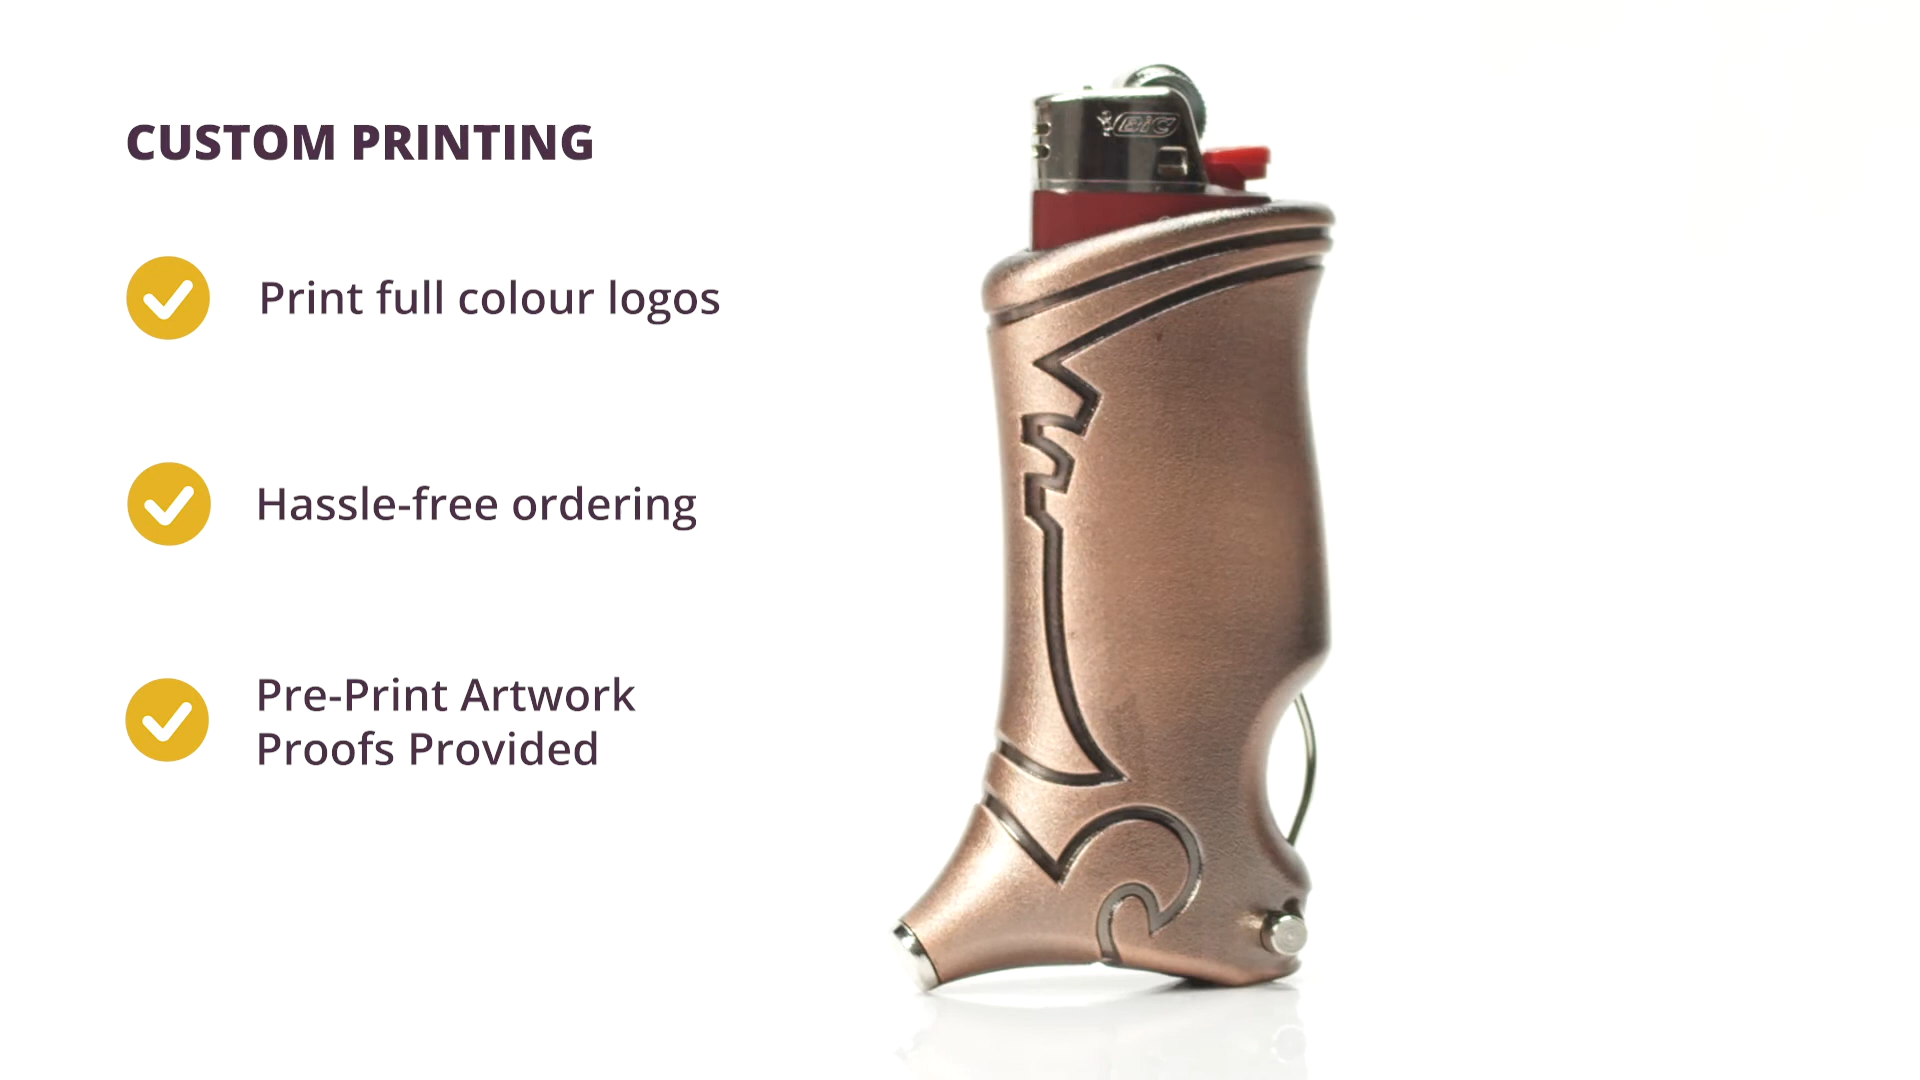 CUSTOM PRINTING
Print full colour logos
Hassle-free ordering
Pre-Print Artwork
Proofs Provided
BIC